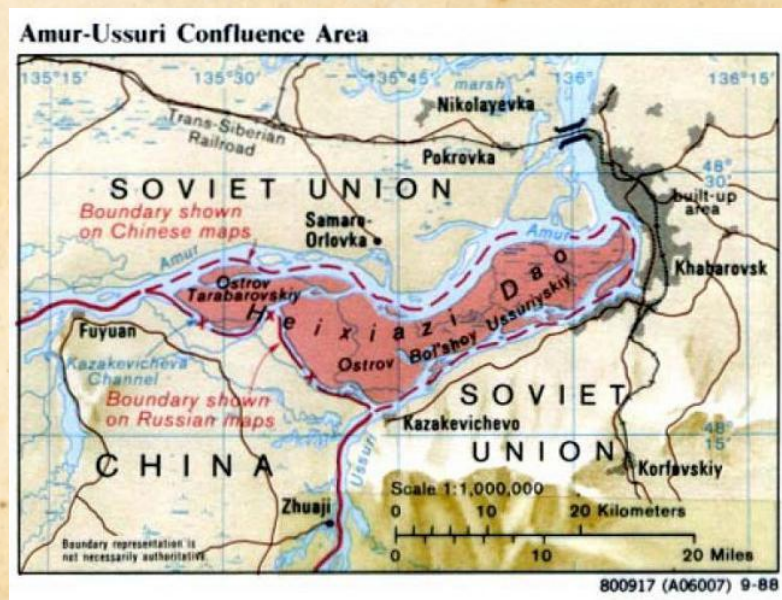 Amur-Ussuri Confluence Area
135°15'
135°30'
135°45'
136°
136°15'
marsh
Nikolayevka
Trans-Siberian
Railroad
Pokrovka
48°
30'
SOVIET UNION
built-up
area
Boundary shown
on Chinese maps
Samara-
Orlovka
Amur
Amur
Khabarovsk
Ostrov
Tarabarovskiy
Heixiazi Dao
Fuyuan
Ostrov Bol'shoy Ussuriyskiy
Kazakevicheva
Channel
Boundary shown
on Russian maps
SOVIET
UNION
Kazakevichevo
48°
15'
CHINA
Ussuri
Korfovskiy
Scale 1:1,000,000
Zhuaji
0 10 20 Kilometers
0 10 20 Miles
Boundary representation is
not necessarily authoritative.
800917 (A06007) 9-88